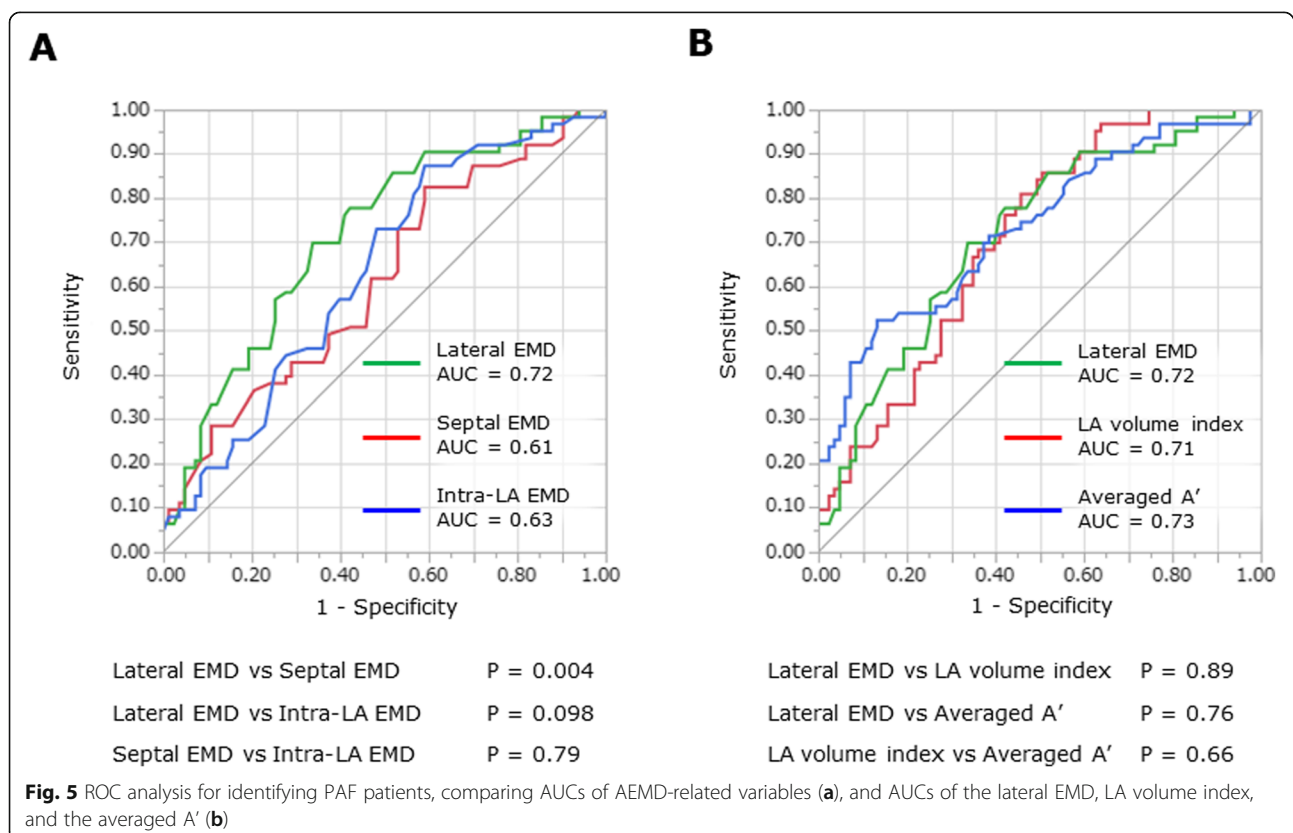 A
1.00
0.90
0.80
0.70
0.60
0.50
0.40
0.30
0.20
0.10
0.00
Sensitivity
0.00 0.20 0.40 0.60 0.80 1.00
1 - Specificity
Lateral EMD
AUC = 0.72
Septal EMD
AUC = 0.61
Intra-LA EMD
AUC = 0.63
Lateral EMD vs Septal EMD P = 0.004
Lateral EMD vs Intra-LA EMD P = 0.098
Septal EMD vs Intra-LA EMD P = 0.79
B
1.00
0.90
0.80
0.70
0.60
0.50
0.40
0.30
0.20
0.10
0.00
Sensitivity
0.00 0.20 0.40 0.60 0.80 1.00
1 - Specificity
Lateral EMD
AUC = 0.72
LA volume index
AUC = 0.71
Averaged A′
AUC = 0.73
Lateral EMD vs LA volume index P = 0.89
Lateral EMD vs Averaged A′ P = 0.76
LA volume index vs Averaged A′ P = 0.66
Fig. 5 ROC analysis for identifying PAF patients, comparing AUCs of AEMD-related variables (a), and AUCs of the lateral EMD, LA volume index,
and the averaged A′ (b)